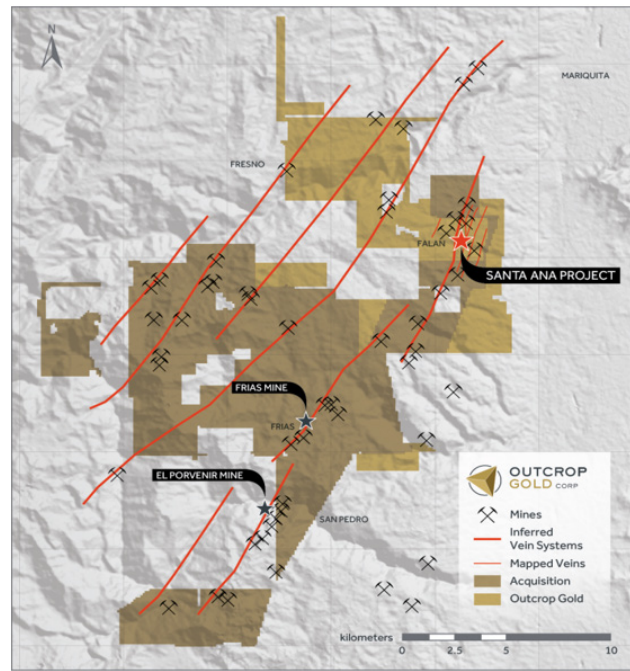 N
MARIQUITA
FRESNO
FALAN
SANTA ANA PROJECT
FRIAS MINE
FRIAS
EL PORVENIR MINE
SAN PEDRO
OUTCROP
GOLD CORP
Mines
Inferred
Vein Systems
Mapped Veins
Acquisition
Outcrop Gold
kilometers
0 2.5 5 10